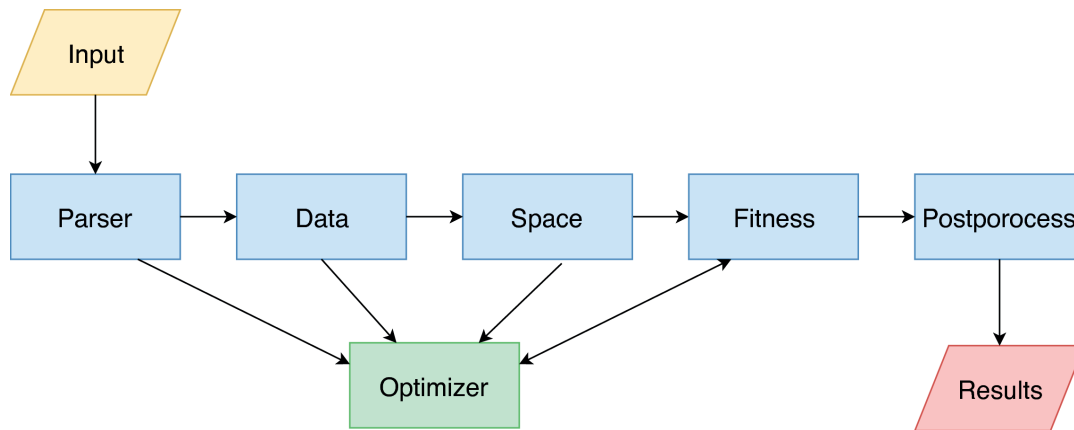 Input
Parser
Data
Space
Fitness
Postporocess
Optimizer
Results